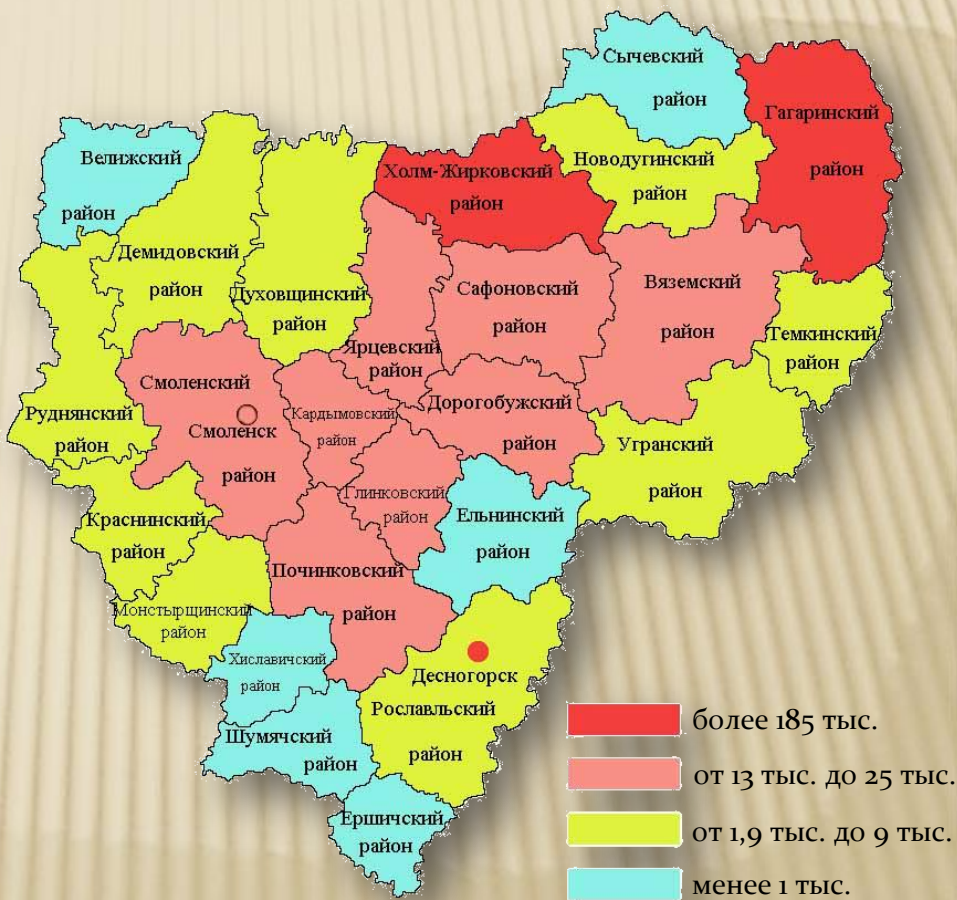 Сычевский
район
Гагаринский
район
Велижский
район
Холм-Жирковский
район
Новодугинский
район
Демидовский
район
Духовщинский
район
Сафоновский
район
Вяземский
район
Темкинский
район
Ярцевский
район
Смоленский
Смоленск
район
Кардымовский
район
Дорогобужский
район
Руднянский
район
Угранский
район
Глинковский
район
Ельнинский
район
Краснинский
район
Починковский
район
Монстырщинский
район
Хиславичский
район
Десногорск
Рославльский
район
Шумячский
район
Ершичский
район
более 185 тыс.
от 13 тыс. до 25 тыс.
от 1,9 тыс. до 9 тыс.
менее 1 тыс.